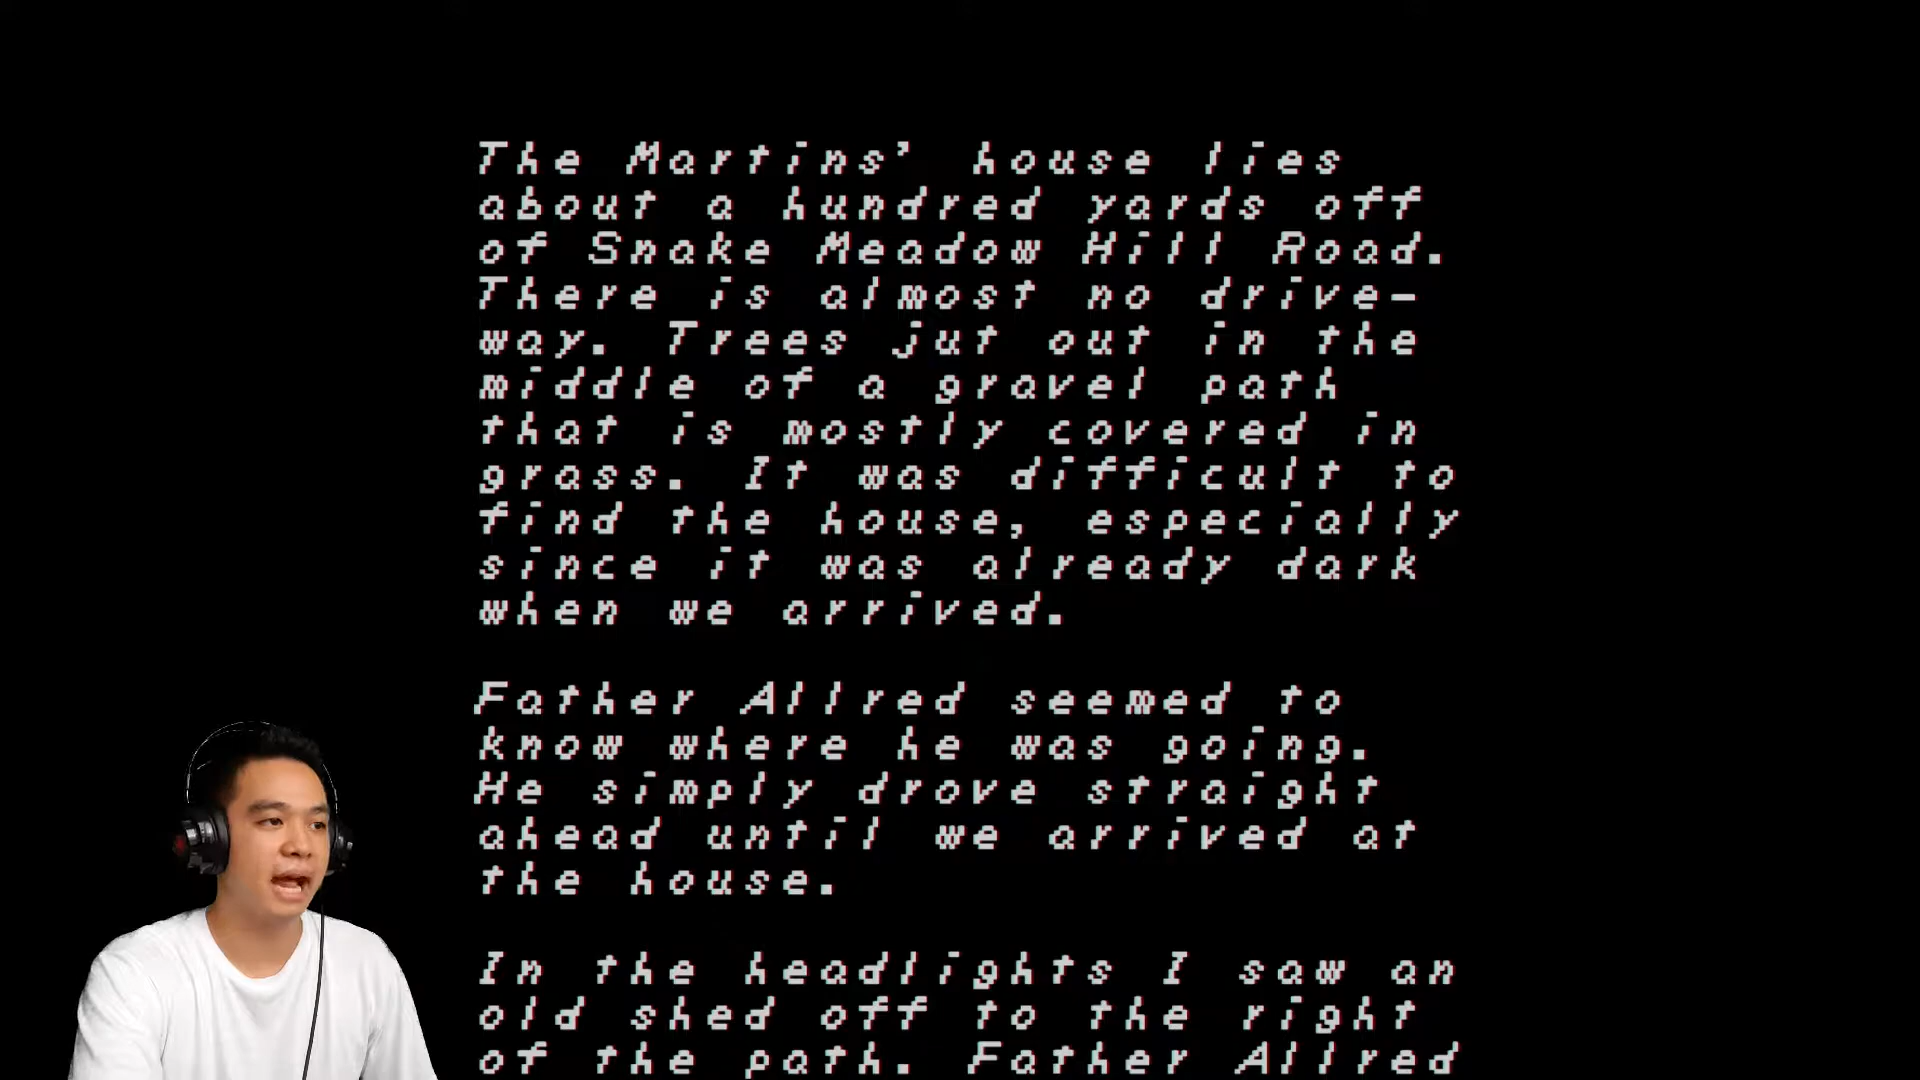 The Martins' house lies
about a hundred yards off
of Snake Meadow Hill Road.
There is almost no drive-
way. Trees jut out in the
middle of a gravel path
that is mostly covered in
grass. It was difficult to
find the house, especially
since it was already dark
when we arrived.
Father Allred seemed to
know where he was going.
He simply drove straight
ahead until we arrived at
the house.
In the headlights I saw an
old shed off to the right
of the path. Father Allred